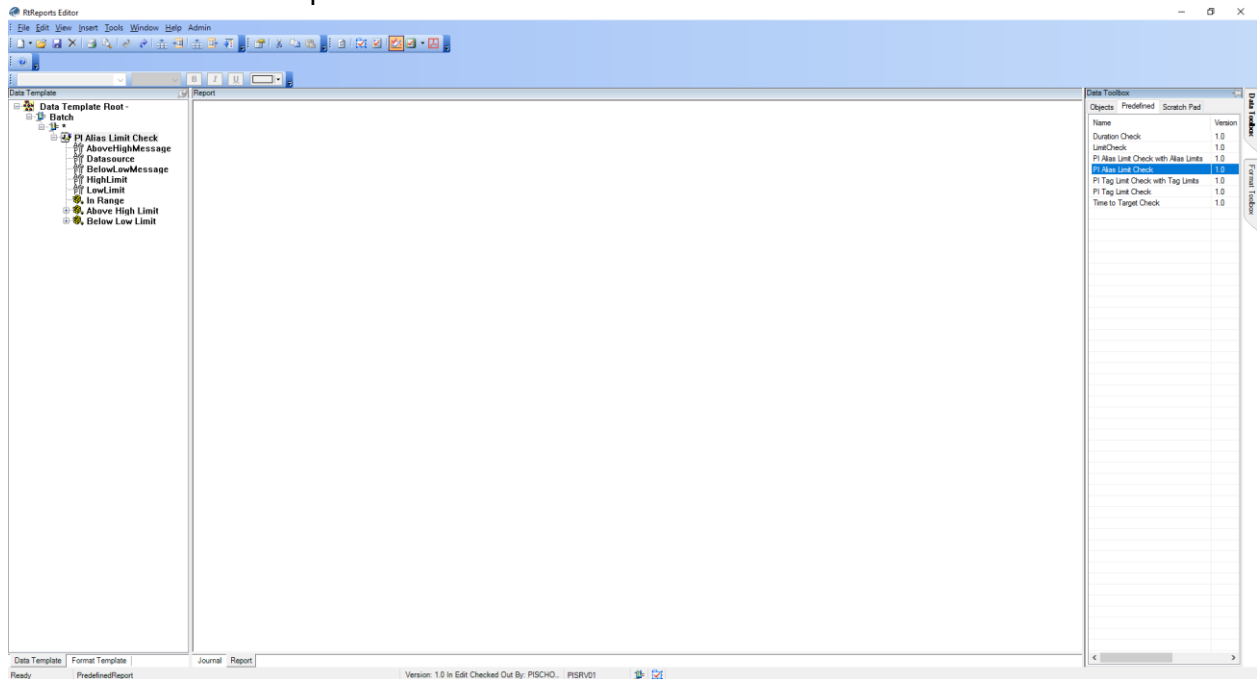 RtReports Editor
File Edit View Insert Tools Window Help Admin
B I U
Data Template
Report
Data Toolbox
Data Template Root -
Batch
*
PI Alias Limit Check
AboveHighMessage
Datasource
BelowLowMessage
HighLimit
LowLimit
In Range
Above High Limit
Below Low Limit
Objects Predefined Scratch Pad
Name Version
Duration Check 1.0
LimitCheck 1.0
PI Alias Limit Check with Alias Limits 1.0
PI Alias Limit Check 1.0
PI Tag Limit Check with Tag Limits 1.0
PI Tag Limit Check 1.0
Time to Target Check 1.0
Data Toolbox
Format Toolbox
Data Template Format Template
Journal Report
Ready PredefinedReport Version: 1.0 In Edit Checked Out By: PISCHO... PISRV01